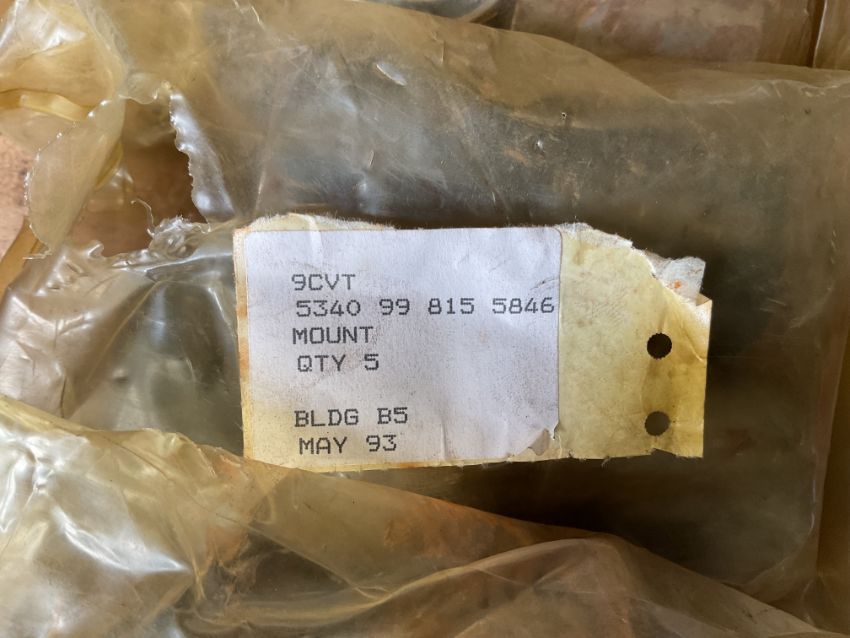 9CVT
5340 99 815 5846
MOUNT
QTY 5
BLDG B5
MAY 93